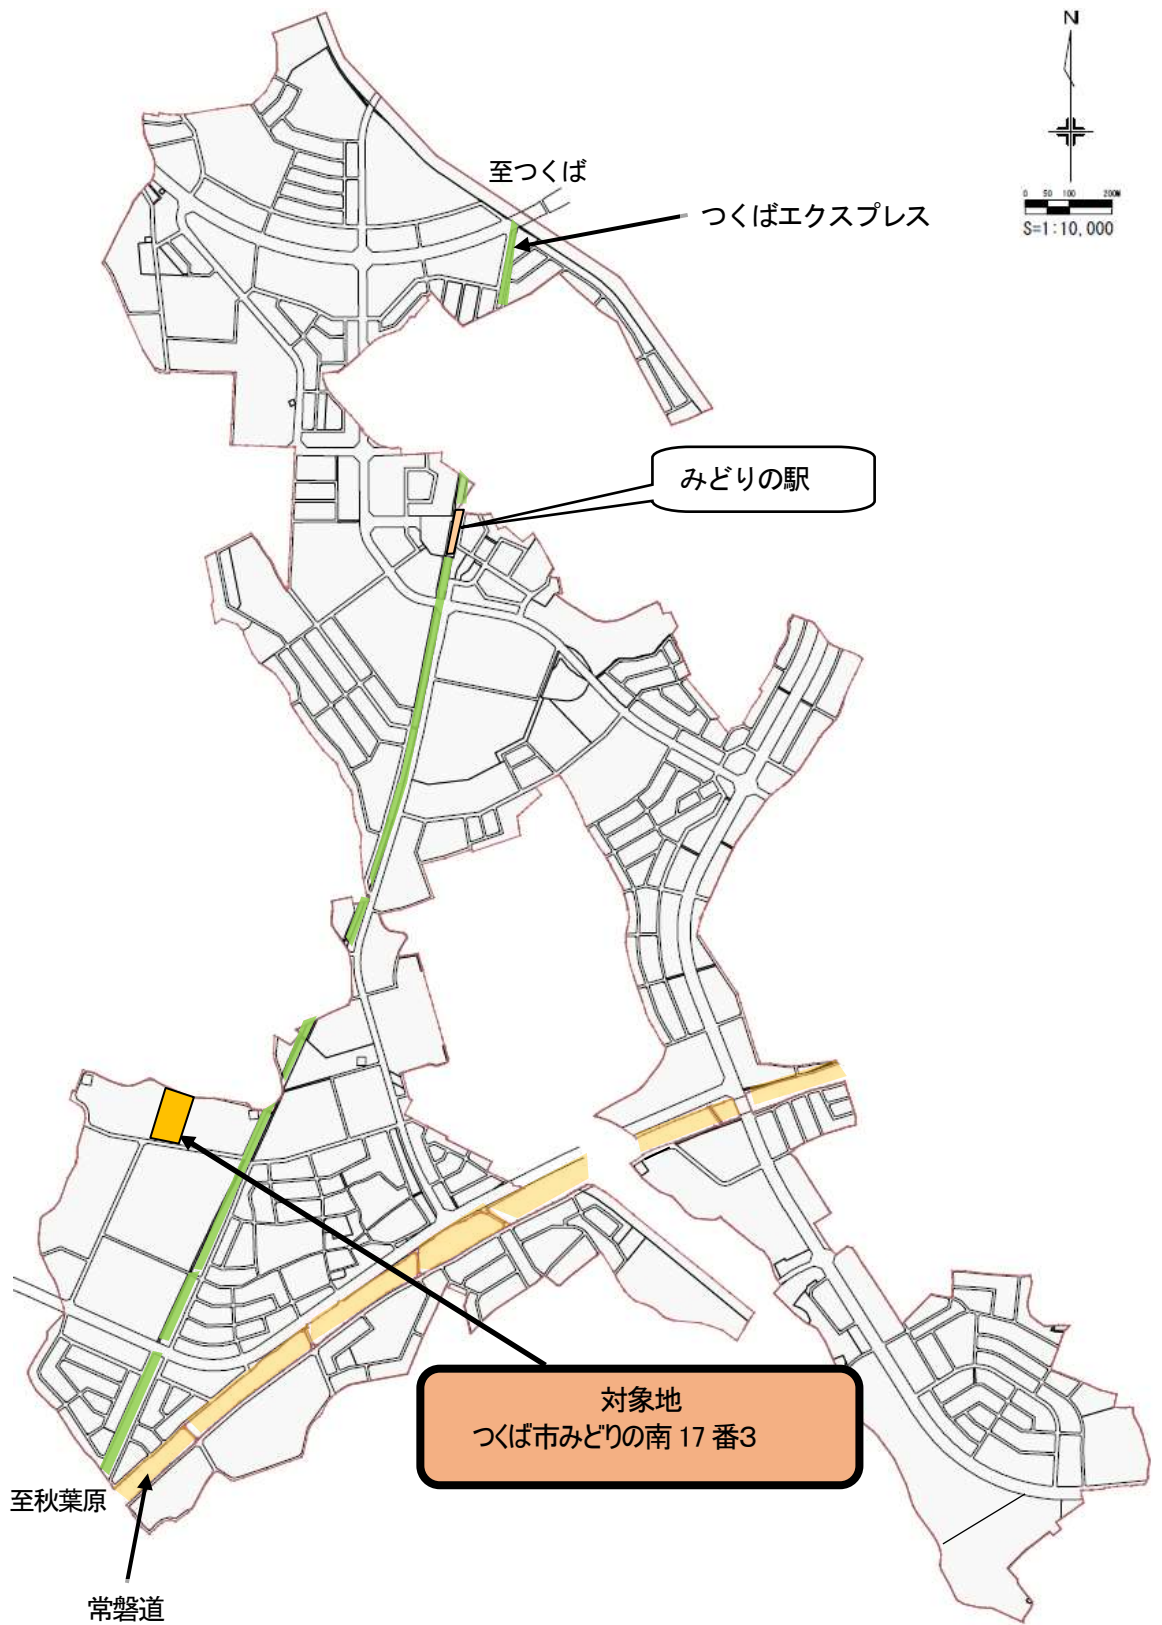 N
至つくば
つくばエクスプレス
0 50 100 200M
S=1:10,000
みどりの駅
対象地
つくば市みどりの南 17 番3
至秋葉原
常磐道